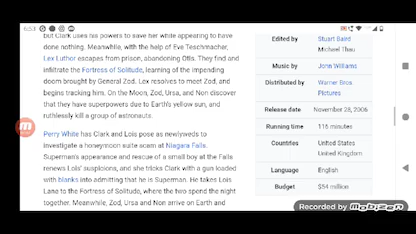 6:53
but Clark uses his powers to save her while appearing to have
done nothing. Meanwhile, with the help of Eve Teschmacher,
Lex Luthor escapes from prison, abandoning Otis. They find and
infiltrate the Fortress of Solitude, learning of the impending
doom brought by General Zod. Lex resolves to meet Zod, and
begins tracking him. On the Moon, Zod, Ursa, and Non discover
that they have superpowers due to Earth's yellow sun, and
ruthlessly kill a group of astronauts.
Perry White has Clark and Lois pose as newlyweds to
investigate a honeymoon suite scam at Niagara Falls.
Superman's appearance and rescue of a small boy at the Falls
renews Lois' suspicions, and she tricks Clark with a gun loaded
with blanks into admitting that he is Superman. He takes Lois
Lane to the Fortress of Solitude, where the two spend the night
together. Meanwhile, Zod, Ursa and Non arrive on Earth and
Edited by Stuart Baird
Michael Thau
Music by John Williams
Distributed by Warner Bros.
Pictures
Release date November 28, 2006
Running time 116 minutes
Countries United States
United Kingdom
Language English
Budget $54 million
Recorded by Mobizen